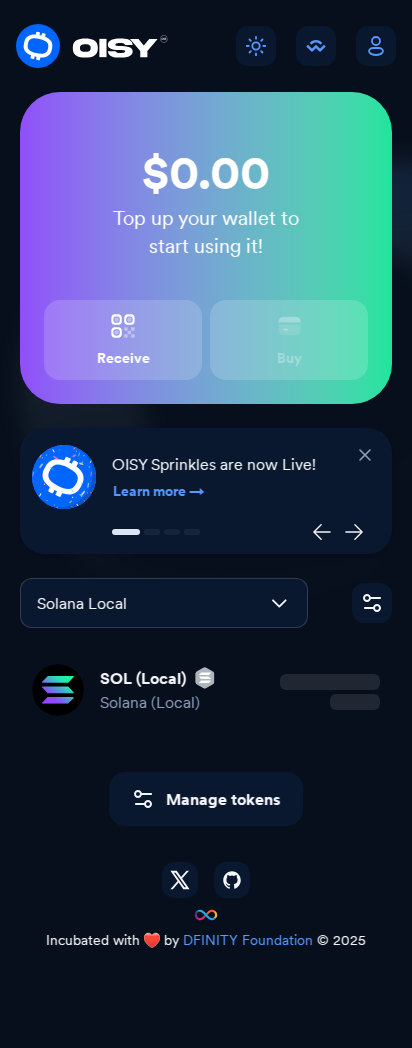 OISY
$0.00
Top up your wallet to
start using it!
Receive
Buy
OISY Sprinkles are now Live!
Learn more →
Solana Local
SOL (Local)
Solana (Local)
Manage tokens
Incubated with ❤️ by DFINITY Foundation © 2025